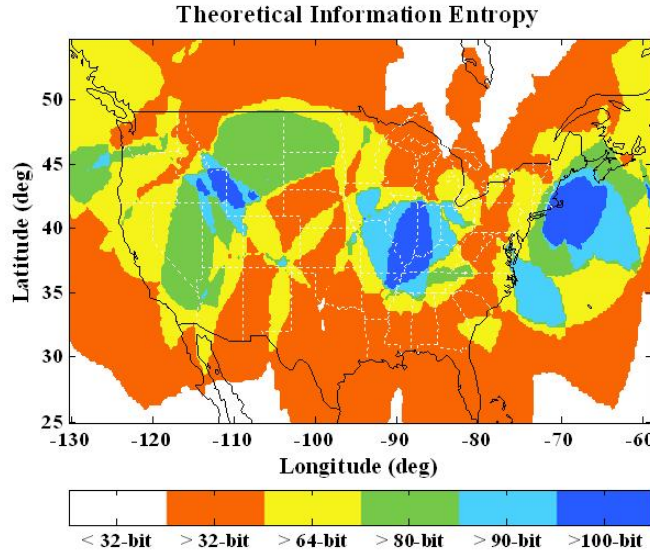 Theoretical Information Entropy
Latitude (deg)
50
45
40
35
30
25
-130 -120 -110 -100 -90 -80 -70 -60
Longitude (deg)
< 32-bit > 32-bit > 64-bit > 80-bit > 90-bit >100-bit